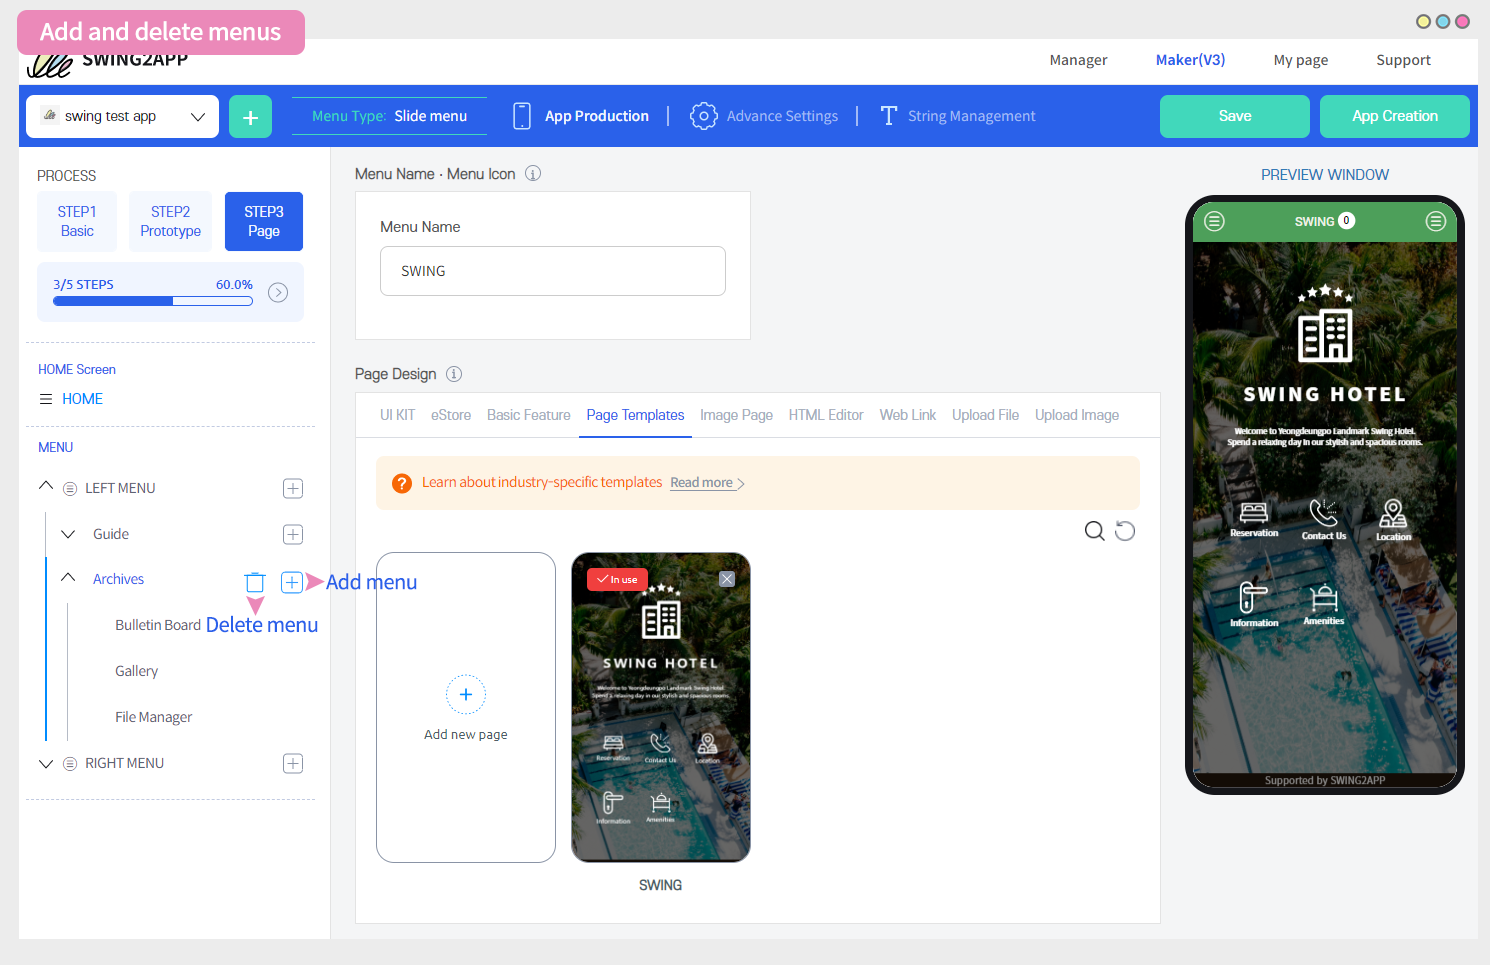 Add and delete menus
SWING2APP
Manager
Maker(V3)
My page
Support
swing test app
Menu Type: Slide menu
App Production
Advance Settings
String Management
Save
App Creation
PROCESS
STEP1
Basic
STEP2
Prototype
STEP3
Page
3/5 STEPS
60.0%
HOME Screen
HOME
MENU
LEFT MENU
Guide
Archives
Add menu
Delete menu
Bulletin Board
Gallery
File Manager
RIGHT MENU
Menu Name · Menu Icon
Menu Name
SWING
Page Design
UI KIT
eStore
Basic Feature
Page Templates
Image Page
HTML Editor
Web Link
Upload File
Upload Image
Learn about industry-specific templates Read more
Add new page
In use
SWING HOTEL
Welcome to Yeongdeungpo Landmark Swing Hotel.
Spend a relaxing day in our stylish and spacious rooms.
Reservation
Contact Us
Location
Information
Amenities
SWING
PREVIEW WINDOW
SWING 0
SWING HOTEL
Welcome to Yeongdeungpo Landmark Swing Hotel.
Spend a relaxing day in our stylish and spacious rooms.
Reservation
Contact Us
Location
Information
Amenities
Supported by SWING2APP